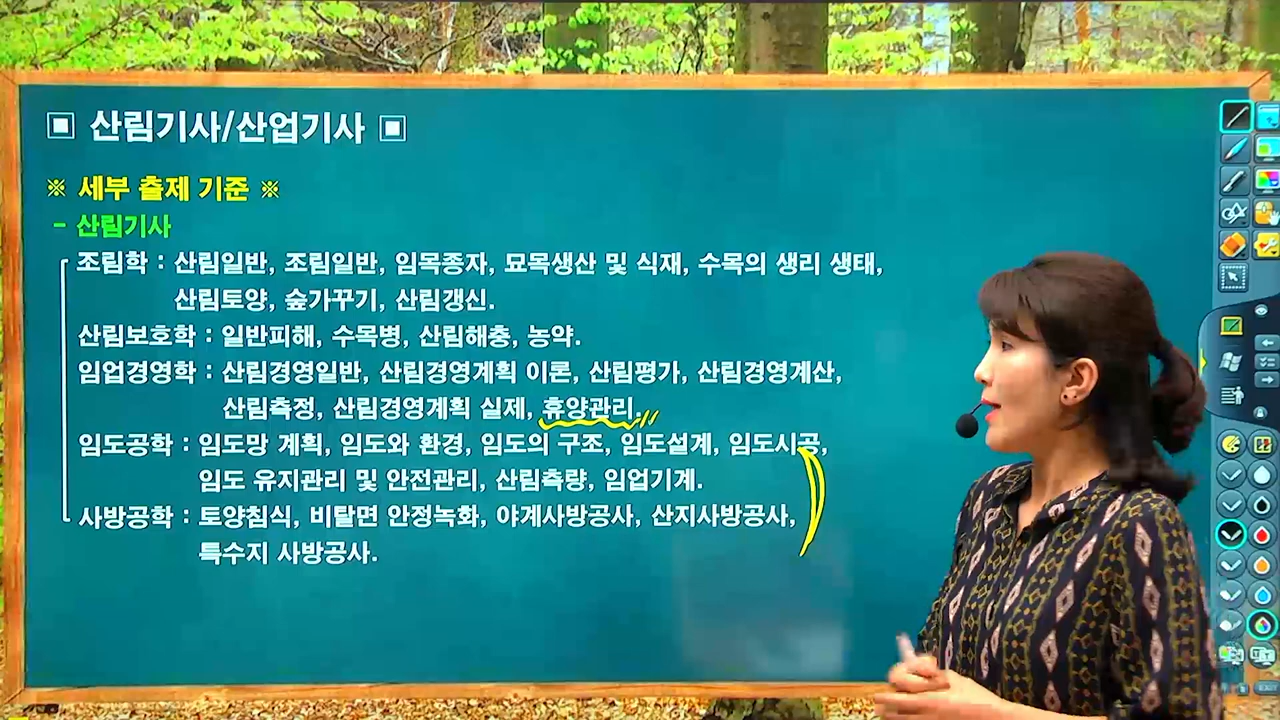 ▣ 산림기사/산업기사 ▣
※ 세부 출제 기준 ※
- 산림기사
조림학 : 산림일반, 조림일반, 임목종자, 묘목생산 및 식재, 수목의 생리 생태,
산림토양, 숲가꾸기, 산림갱신.
산림보호학 : 일반피해, 수목병, 산림해충, 농약.
임업경영학 : 산림경영일반, 산림경영계획 이론, 산림평가, 산림경영계산,
산림측정, 산림경영계획 실제, 휴양관리.
임도공학 : 임도망 계획, 임도와 환경, 임도의 구조, 임도설계, 임도시공,
임도 유지관리 및 안전관리, 산림측량, 임업기계.
사방공학 : 토양침식, 비탈면 안정녹화, 야계사방공사, 산지사방공사,
특수지 사방공사.